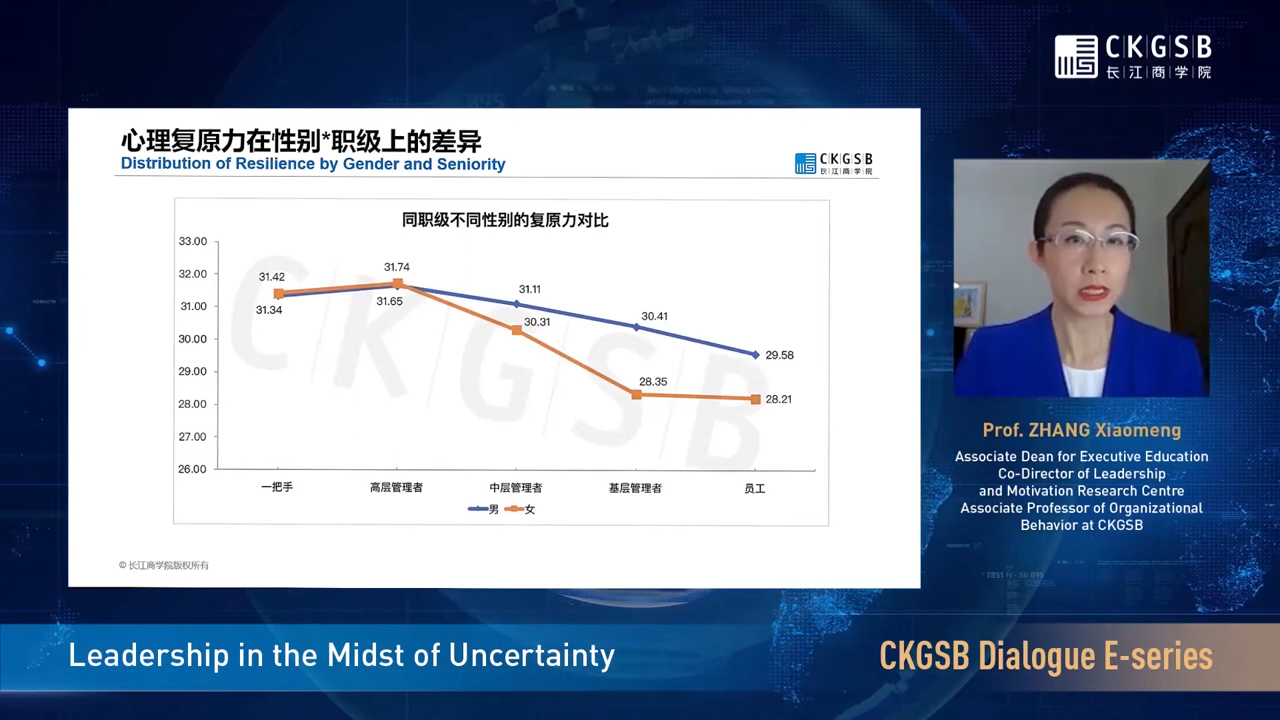 CKGSB
长江商学院
心理复原力在性别*职级上的差异
Distribution of Resilience by Gender and Seniority
CKGSB
长江商学院
同职级不同性别的复原力对比
33.00
32.00
31.00
30.00
29.00
28.00
27.00
26.00
31.42
31.34
31.74
31.65
31.11
30.31
30.41
28.35
29.58
28.21
CKGSB
一把手
高层管理者
中层管理者
基层管理者
员工
男
女
© 长江商学院版权所有
Prof. ZHANG Xiaomeng
Associate Dean for Executive Education
Co-Director of Leadership
and Motivation Research Centre
Associate Professor of Organizational
Behavior at CKGSB
7851 N - SB 895
Leadership in the Midst of Uncertainty
CKGSB Dialogue E-series